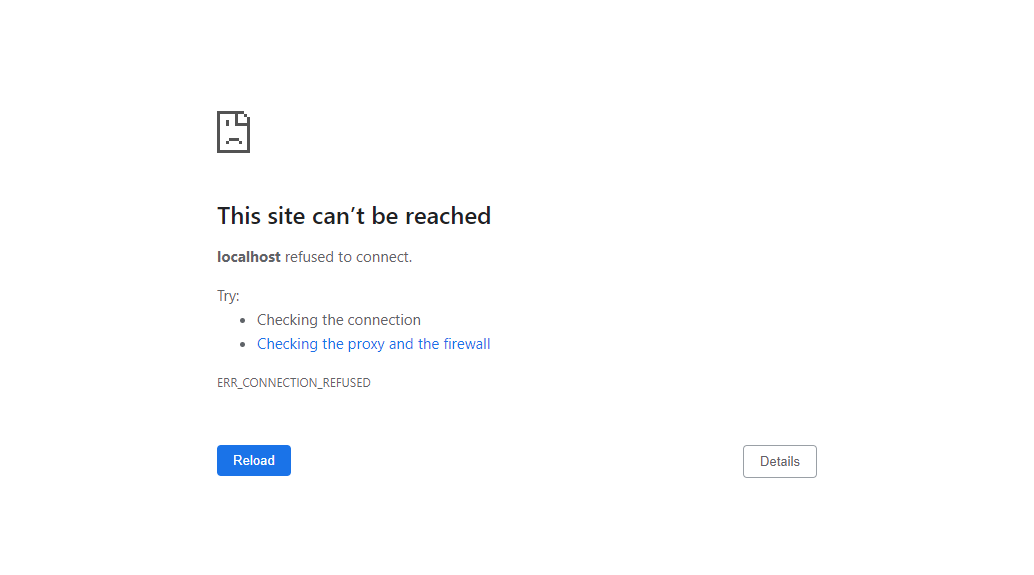 This site can’t be reached
localhost refused to connect.
Try:
• Checking the connection
• Checking the proxy and the firewall
ERR_CONNECTION_REFUSED
Reload
Details